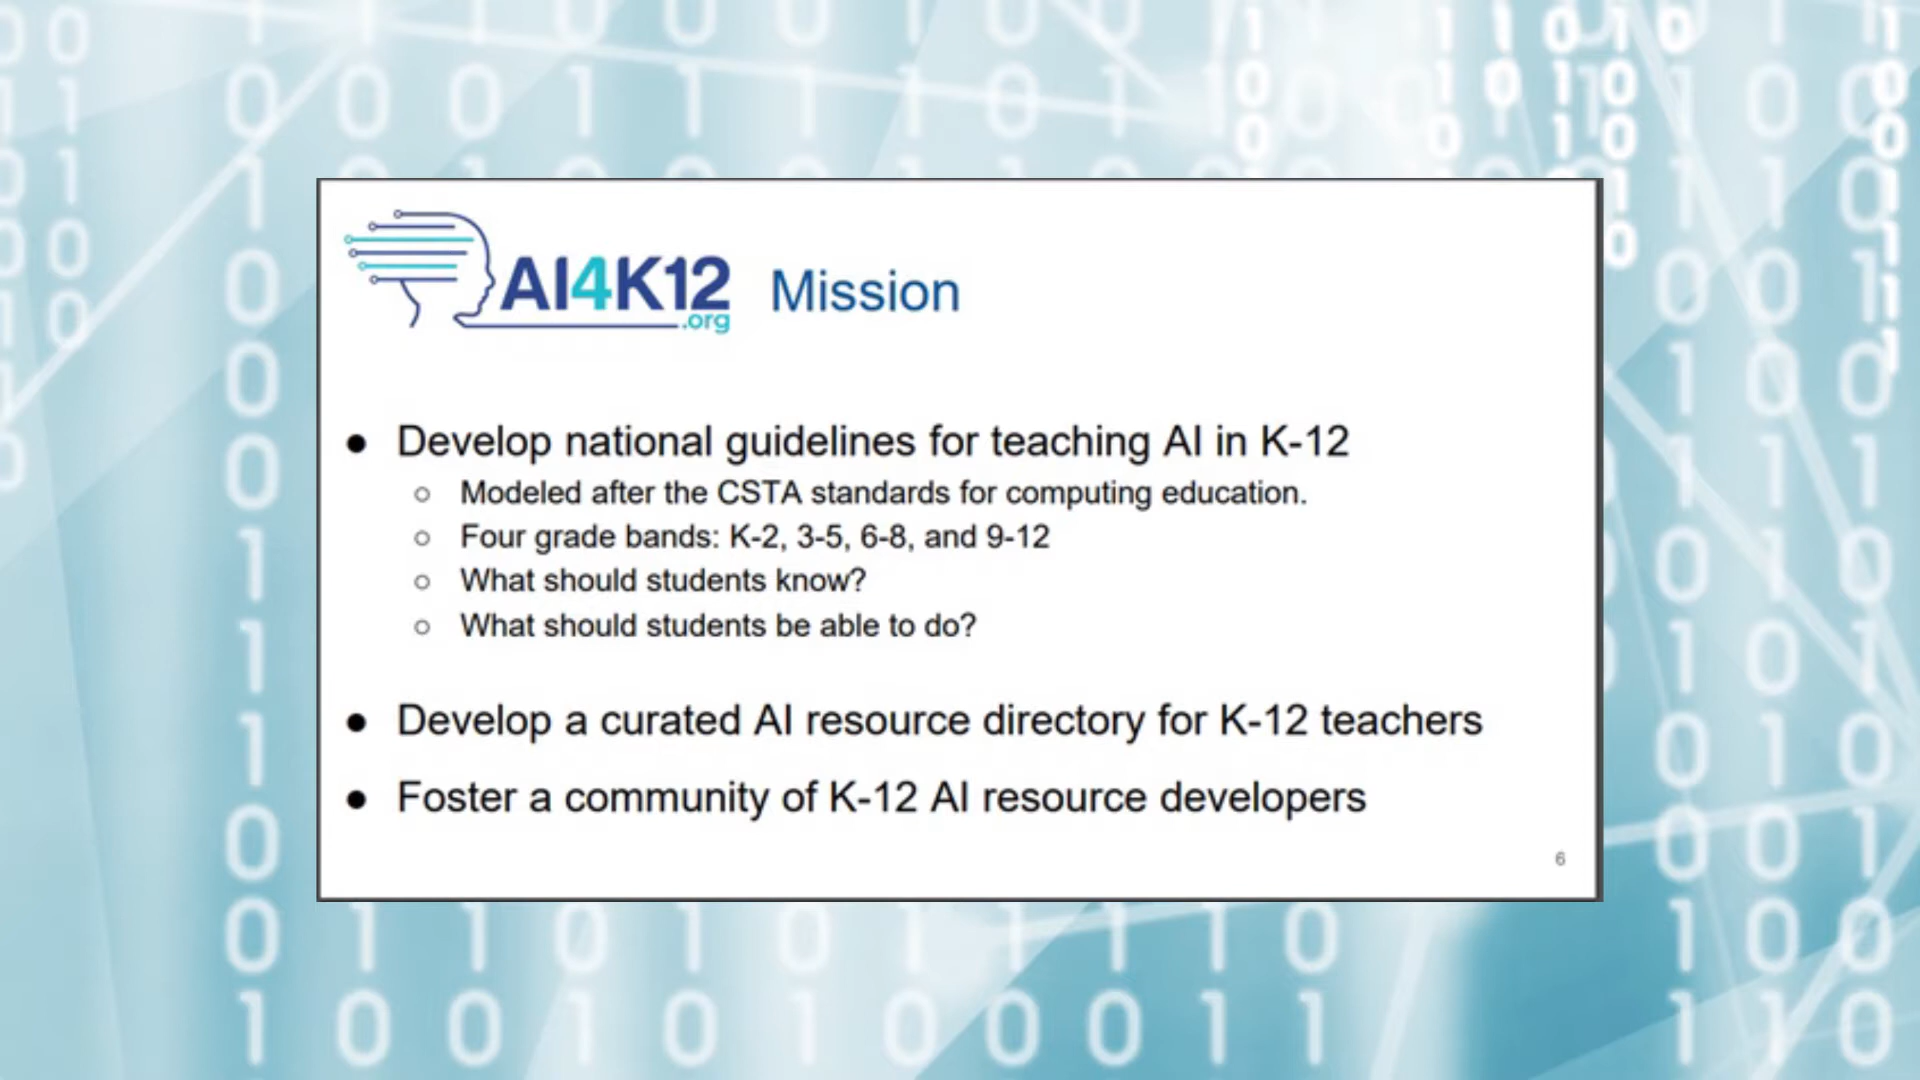 AI4K12
.org
Mission
● Develop national guidelines for teaching AI in K-12
○ Modeled after the CSTA standards for computing education.
○ Four grade bands: K-2, 3-5, 6-8, and 9-12
○ What should students know?
○ What should students be able to do?
● Develop a curated AI resource directory for K-12 teachers
● Foster a community of K-12 AI resource developers
6